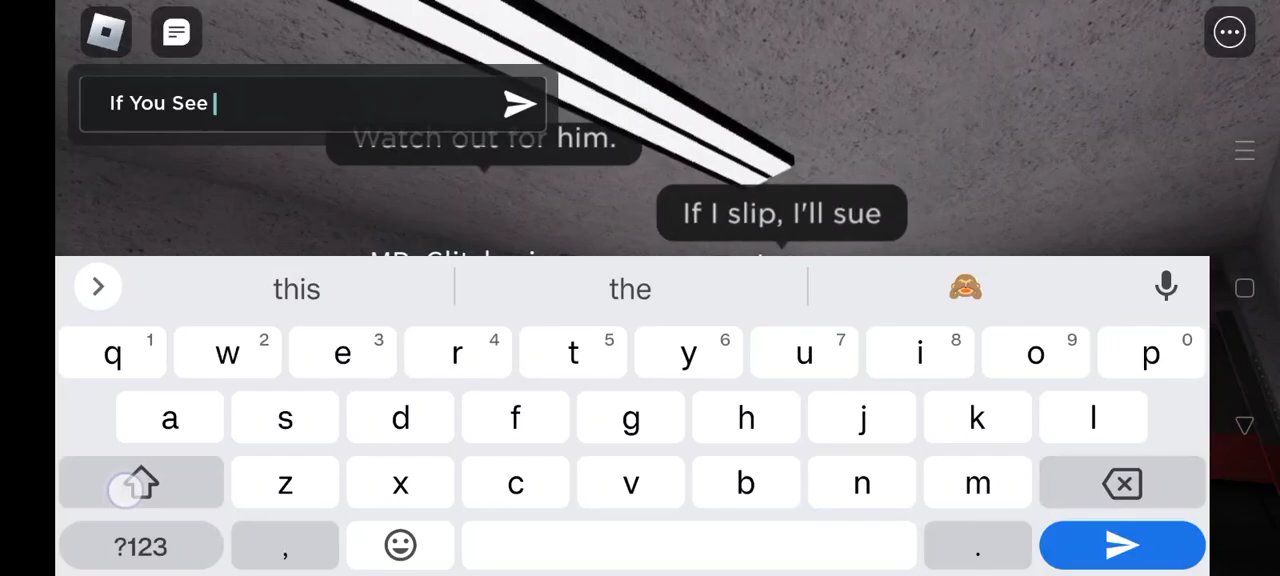 If You See
Watch out for him.
If I slip, I'll sue
this the
q 1 w 2 e 3 r 4 t 5 y 6 u 7 i 8 o 9 p 0
a s d f g h j k l
z x c v b n m
?123 , .